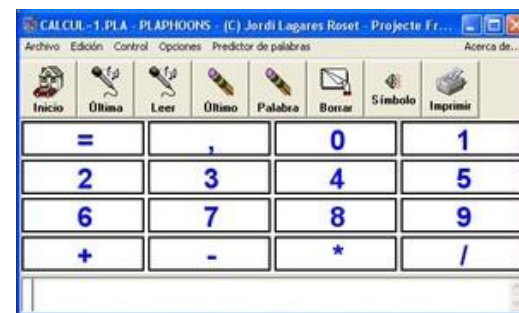 CALCUL~1.PLA - PLAPHOONS - (C) Jordi Lagares Roset - Projecte Fr...
Archivo Edición Control Opciones Predictor de palabras Acerca de...
Inicio Última Leer Último Palabra Borrar Símbolo Imprimir
= , 0 1
2 3 4 5
6 7 8 9
+ - * /